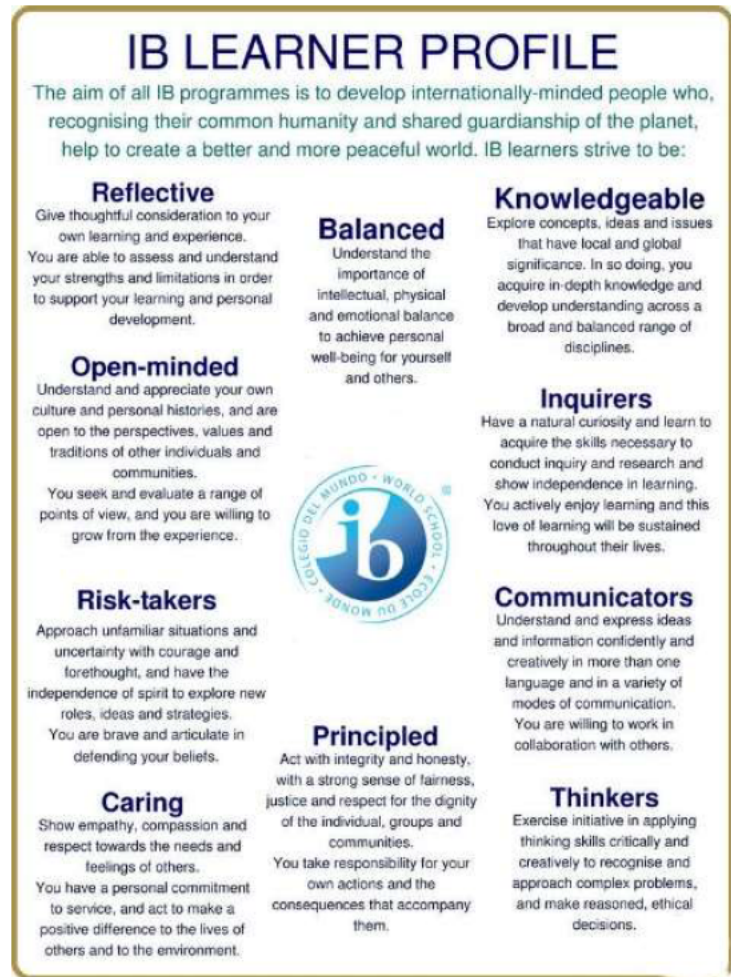 IB LEARNER PROFILE
The aim of all IB programmes is to develop internationally-minded people who,
recognising their common humanity and shared guardianship of the planet,
help to create a better and more peaceful world. IB learners strive to be:
Reflective
Give thoughtful consideration to your
own learning and experience.
You are able to assess and understand
your strengths and limitations in order
to support your learning and personal
development.
Balanced
Understand the
importance of
intellectual, physical
and emotional balance
to achieve personal
well-being for yourself
and others.
Knowledgeable
Explore concepts, ideas and issues
that have local and global
significance. In so doing, you
acquire in-depth knowledge and
develop understanding across a
broad and balanced range of
disciplines.
Open-minded
Understand and appreciate your own
culture and personal histories, and are
open to the perspectives, values and
traditions of other individuals and
communities.
You seek and evaluate a range of
points of view, and you are willing to
grow from the experience.
Inquirers
Have a natural curiosity and learn to
acquire the skills necessary to
conduct inquiry and research and
show independence in learning.
You actively enjoy learning and this
love of learning will be sustained
throughout their lives.
COLEGIO DEL MUNDO · WORLD SCHOOL · ECOLE DU MONDE ·
ib
®
Risk-takers
Approach unfamiliar situations and
uncertainty with courage and
forethought, and have the
independence of spirit to explore new
roles, ideas and strategies.
You are brave and articulate in
defending your beliefs.
Communicators
Understand and express ideas
and information confidently and
creatively in more than one
language and in a variety of
modes of communication.
You are willing to work in
collaboration with others.
Principled
Act with integrity and honesty,
with a strong sense of fairness,
justice and respect for the dignity
of the individual, groups and
communities.
You take responsibility for your
own actions and the
consequences that accompany
them.
Caring
Show empathy, compassion and
respect towards the needs and
feelings of others.
You have a personal commitment
to service, and act to make a
positive difference to the lives of
others and to the environment.
Thinkers
Exercise initiative in applying
thinking skills critically and
creatively to recognise and
approach complex problems,
and make reasoned, ethical
decisions.